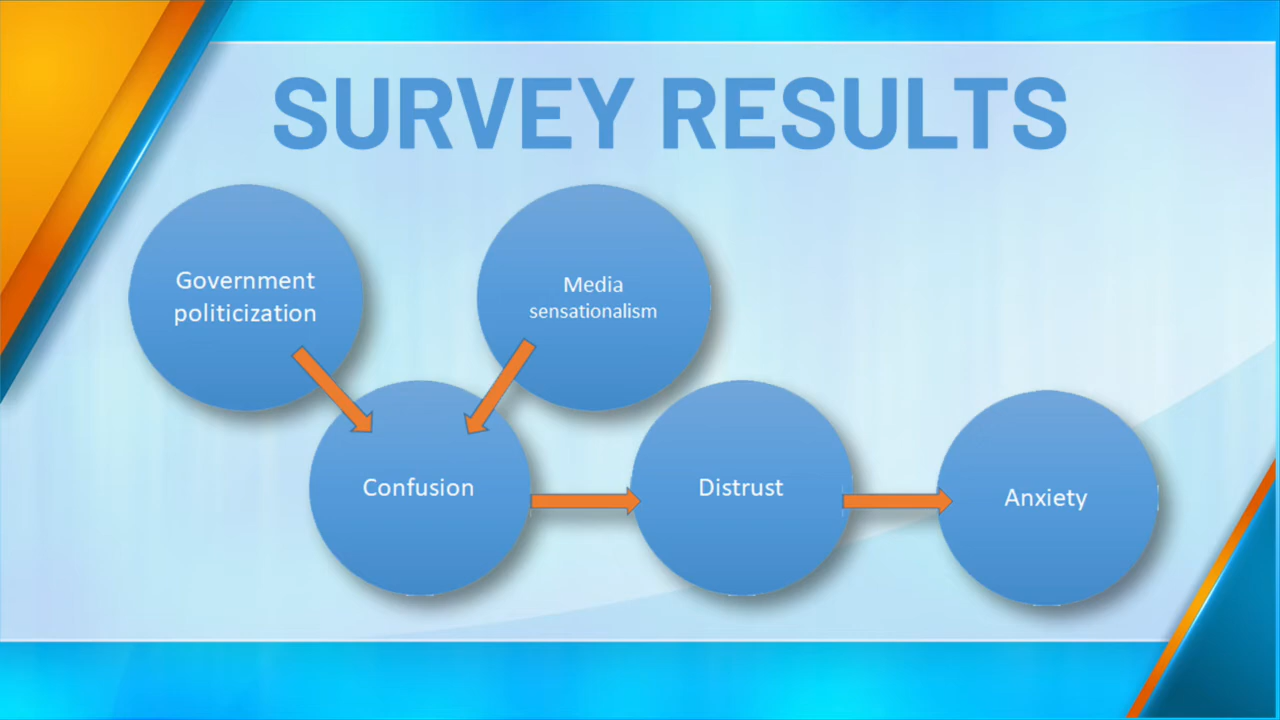 SURVEY RESULTS
Government
politicization
Media
sensationalism
Confusion
Distrust
Anxiety